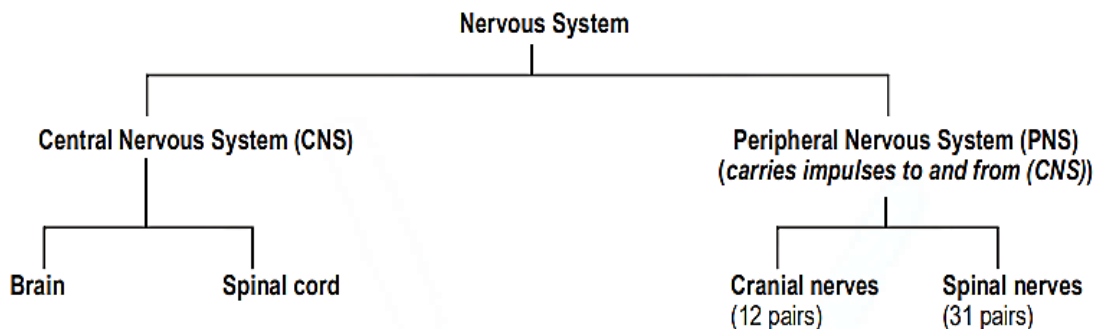 Nervous System
Central Nervous System (CNS)
Peripheral Nervous System (PNS)
(carries impulses to and from (CNS))
Brain
Spinal cord
Cranial nerves
(12 pairs)
Spinal nerves
(31 pairs)